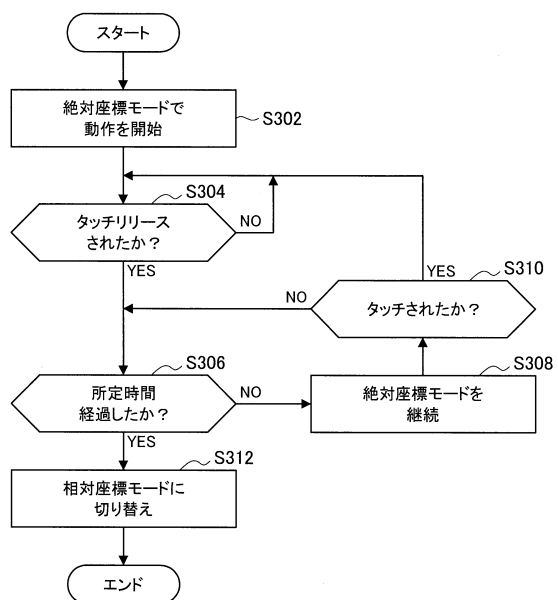 スタート
絶対座標モードで
動作を開始
S302
S304
タッチリリース
されたか？
NO
YES
S310
YES
NO
タッチされたか？
S306
所定時間
経過したか？
NO
YES
S308
絶対座標モードを
継続
S312
相対座標モードに
切り替え
エンド